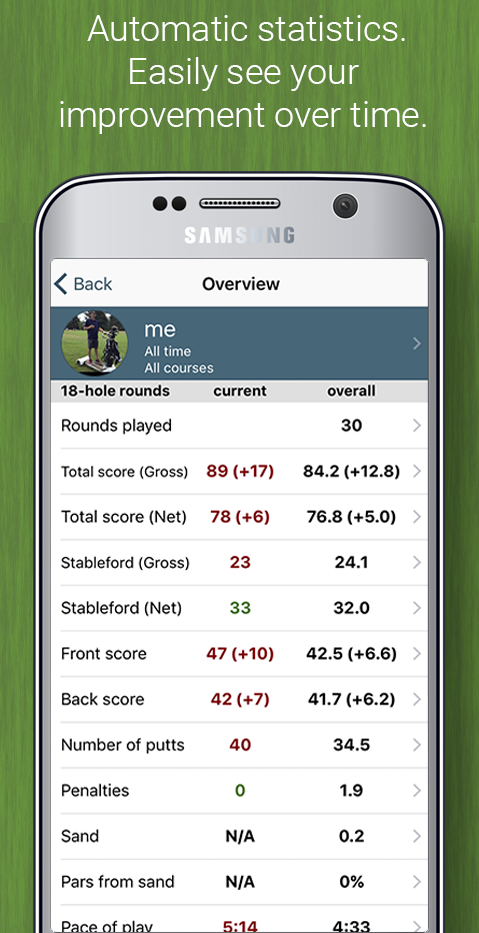 Automatic statistics.
Easily see your
improvement over time.
SAMSUNG
Back Overview
me
All time
All courses
18-hole rounds current overall
Rounds played 30
Total score (Gross) 89 (+17) 84.2 (+12.8)
Total score (Net) 78 (+6) 76.8 (+5.0)
Stableford (Gross) 23 24.1
Stableford (Net) 33 32.0
Front score 47 (+10) 42.5 (+6.6)
Back score 42 (+7) 41.7 (+6.2)
Number of putts 40 34.5
Penalties 0 1.9
Sand N/A 0.2
Pars from sand N/A 0%
Pace of play 5:14 4:33